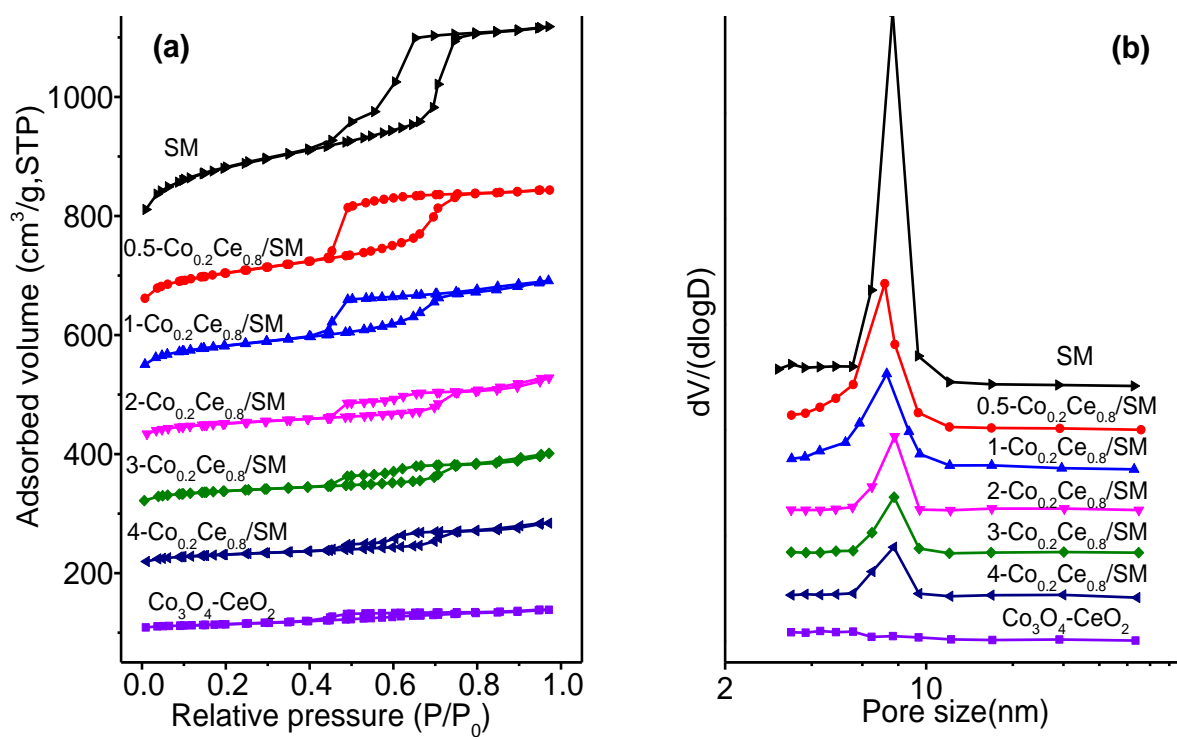 (a)
Adsorbed volume (cm³/g,STP)
1000
800
600
400
200
SM
0.5-Co₀.₂Ce₀.₈/SM
1-Co₀.₂Ce₀.₈/SM
2-Co₀.₂Ce₀.₈/SM
3-Co₀.₂Ce₀.₈/SM
4-Co₀.₂Ce₀.₈/SM
Co₃O₄-CeO₂
0.0 0.2 0.4 0.6 0.8 1.0
Relative pressure (P/P₀)
(b)
dV/(dlogD)
SM
0.5-Co₀.₂Ce₀.₈/SM
1-Co₀.₂Ce₀.₈/SM
2-Co₀.₂Ce₀.₈/SM
3-Co₀.₂Ce₀.₈/SM
4-Co₀.₂Ce₀.₈/SM
Co₃O₄-CeO₂
2 10
Pore size(nm)